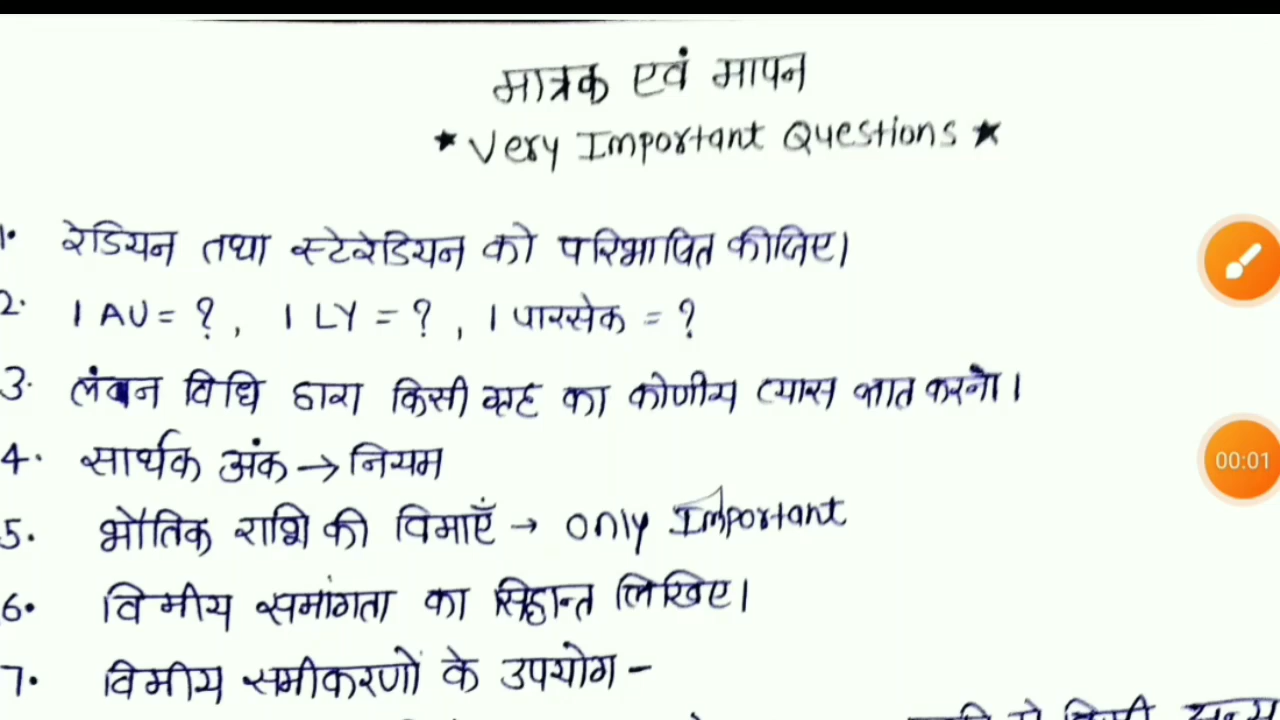 मात्रक एवं मापन
★ Very Important Questions ★
1. रेडियन तथा स्टेरेडियन को परिभाषित कीजिए।
2. 1 AU = ?, 1 LY = ?, 1 पारसेक = ?
3. लंबन विधि द्वारा किसी ग्रह का कोणीय व्यास ज्ञात करना।
4. सार्थक अंक → नियम
5. भौतिक राशि की विमाएँ → only Important
6. विमीय समांगता का सिद्धान्त लिखिए।
7. विमीय समीकरणों के उपयोग -
00:01